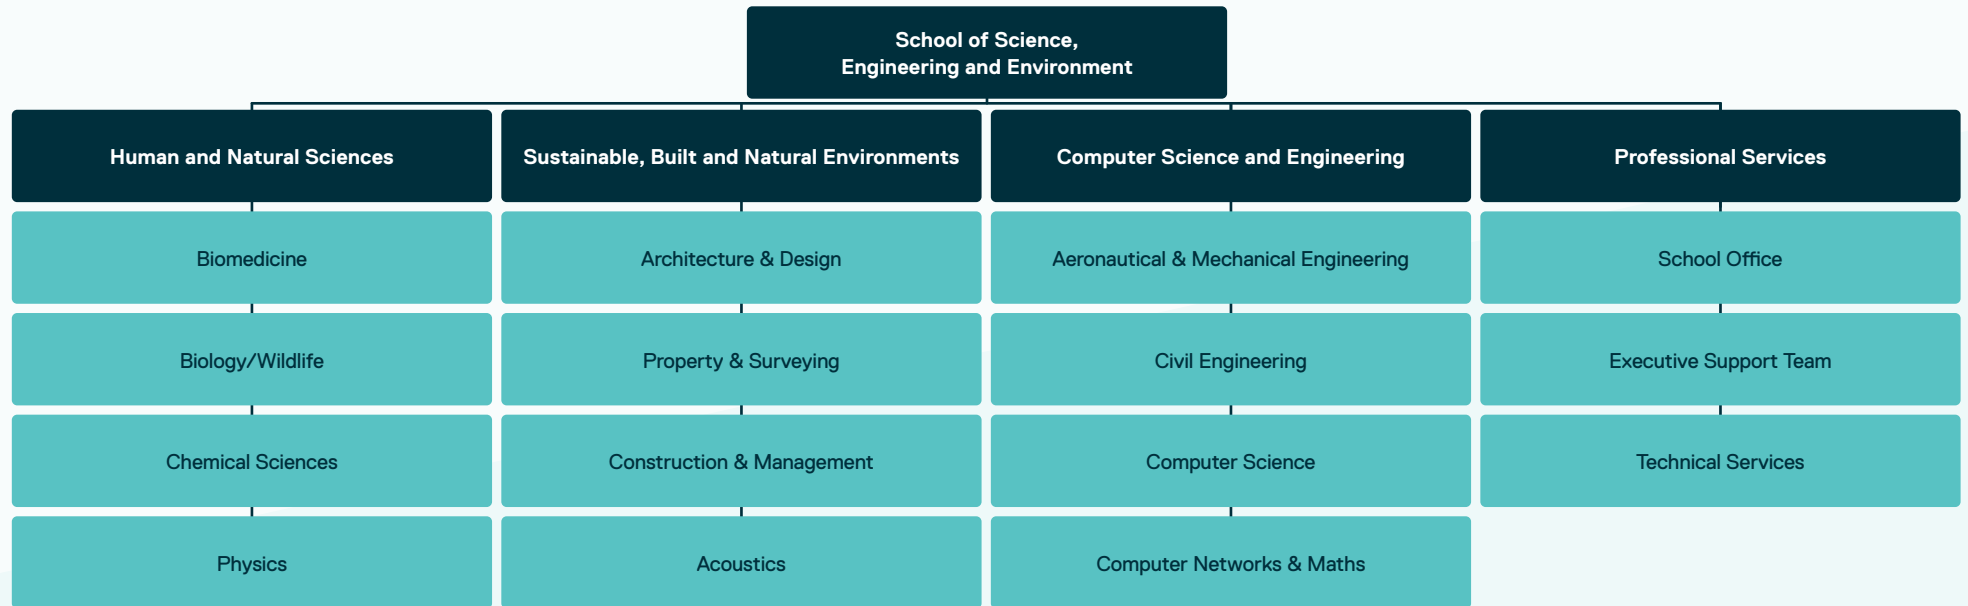 School of Science,
Engineering and Environment
Human and Natural Sciences
Sustainable, Built and Natural Environments
Computer Science and Engineering
Professional Services
Biomedicine
Architecture & Design
Aeronautical & Mechanical Engineering
School Office
Biology/Wildlife
Property & Surveying
Civil Engineering
Executive Support Team
Chemical Sciences
Construction & Management
Computer Science
Technical Services
Physics
Acoustics
Computer Networks & Maths